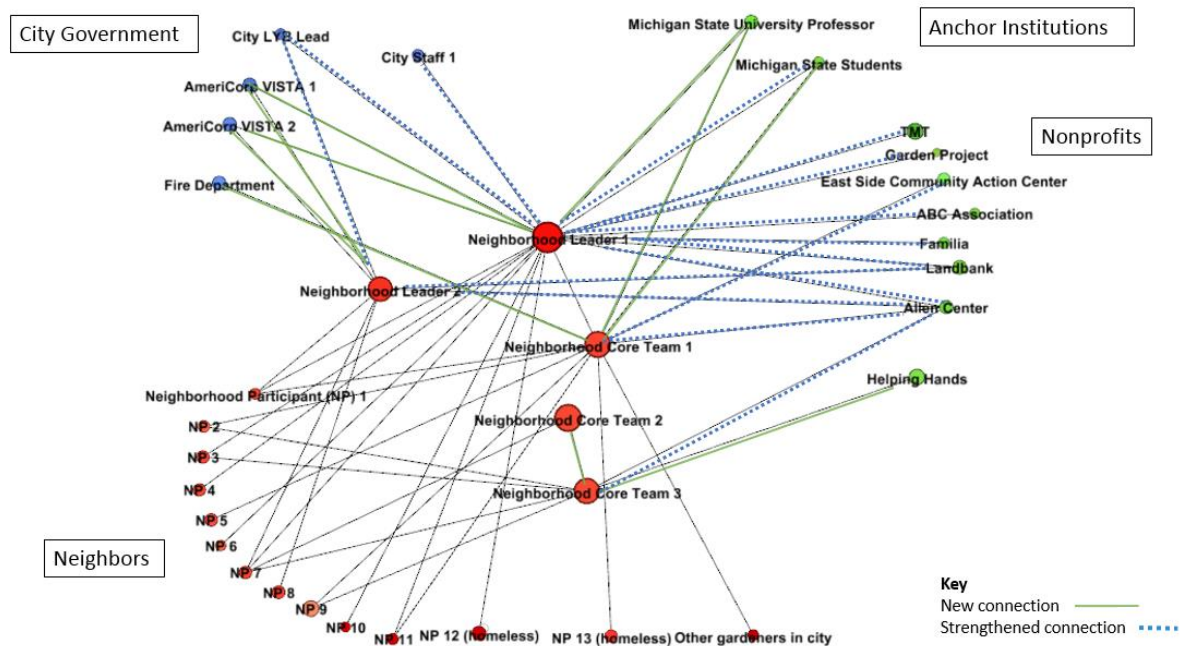 City Government
City LYB Lead
City Staff 1
AmeriCorp VISTA 1
AmeriCorp VISTA 2
Fire Department
Michigan State University Professor
Anchor Institutions
Michigan State Students
TMT
Nonprofits
Garden Project
East Side Community Action Center
ABC Association
Familia
Landbank
Allen Center
Helping Hands
Neighborhood Leader 1
Neighborhood Leader 2
Neighborhood Core Team 1
Neighborhood Core Team 2
Neighborhood Core Team 3
Neighborhood Participant (NP) 1
NP 2
NP 3
NP 4
NP 5
NP 6
NP 7
NP 8
NP 9
NP 10
NP 11
NP 12 (homeless)
NP 13 (homeless)
Other gardeners in city
Neighbors
Key
New connection
Strengthened connection